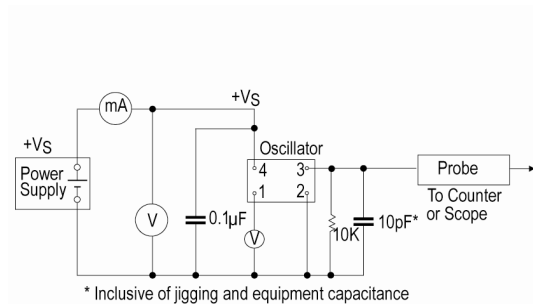 mA
+VS
+VS
Oscillator
Power
Supply
4
3
1
2
Probe
To Counter
or Scope
V
0.1µF
V
10K
10pF*
* Inclusive of jigging and equipment capacitance